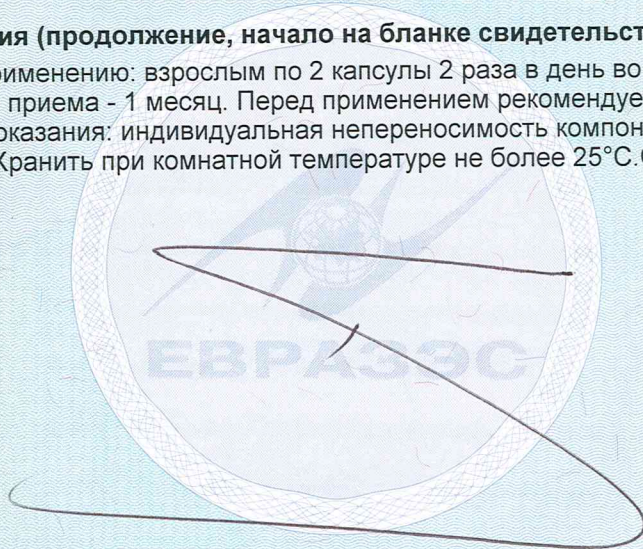 ия (продолжение, начало на бланке свидетельст
рименению: взрослым по 2 капсулы 2 раза в день во
приема - 1 месяц. Перед применением рекомендуе
оказания: индивидуальная непереносимость компон
Хранить при комнатной температуре не более 25°С.
ЕВРАЗЭС